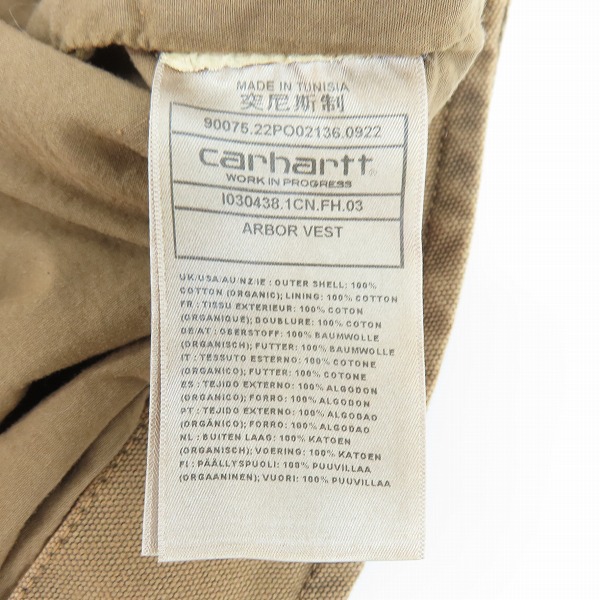 MADE IN TUNISIA
突尼斯制
90075.22PO02136.0922
carhartt®
WORK IN PROGRESS
I030438.1CN.FH.03
ARBOR VEST
UK/USA/AU/NZ/IE : OUTER SHELL: 100%
COTTON (ORGANIC); LINING: 100% COTTON
FR : TISSU EXTERIEUR: 100% COTON
(ORGANIQUE); DOUBLURE: 100% COTON
DE/AT : OBERSTOFF: 100% BAUMWOLLE
(ORGANISCH); FUTTER: 100% BAUMWOLLE
IT : TESSUTO ESTERNO: 100% COTONE
(ORGANICO); FUTTER: 100% COTONE
ES : TEJIDO EXTERNO: 100% ALGODON
(ORGANICO); FORRO: 100% ALGODON
PT : TEJIDO EXTERNO: 100% ALGODAO
(ORGÁNICO); FORRO: 100% ALGODAO
NL : BUITEN LAAG: 100% KATOEN
(ORGANISCH); VOERING: 100% KATOEN
FI : PÄÄLLYSPUOLI: 100% PUUVILLAA
(ORGAANINEN); VUORI: 100% PUUVILLAA